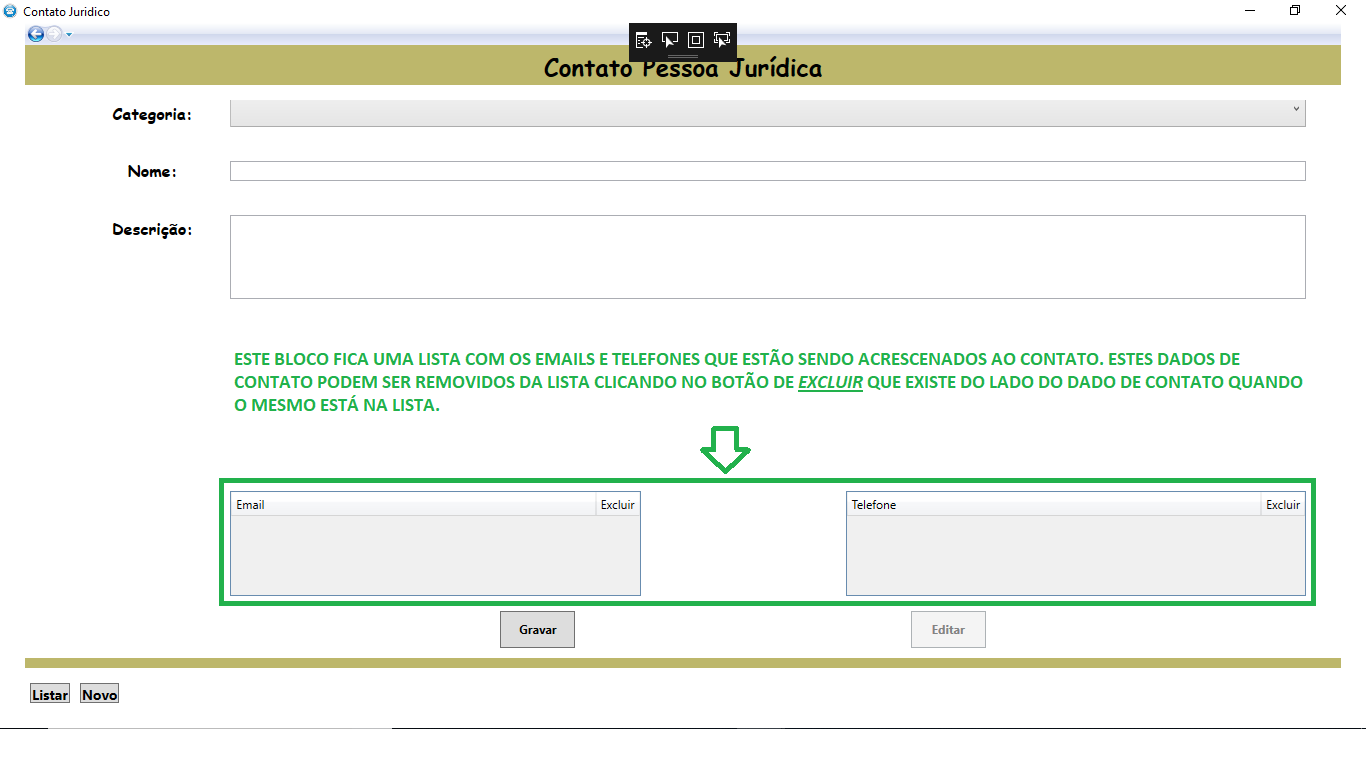 Contato Juridico
Contato Pessoa Jurídica
Categoria:
Nome:
Descrição:
ESTE BLOCO FICA UMA LISTA COM OS EMAILS E TELEFONES QUE ESTÃO SENDO ACRESCENADOS AO CONTATO. ESTES DADOS DE
CONTATO PODEM SER REMOVIDOS DA LISTA CLICANDO NO BOTÃO DE EXCLUIR QUE EXISTE DO LADO DO DADO DE CONTATO QUANDO
O MESMO ESTÁ NA LISTA.
Email Excluir Telefone Excluir
Gravar Editar
Listar Novo